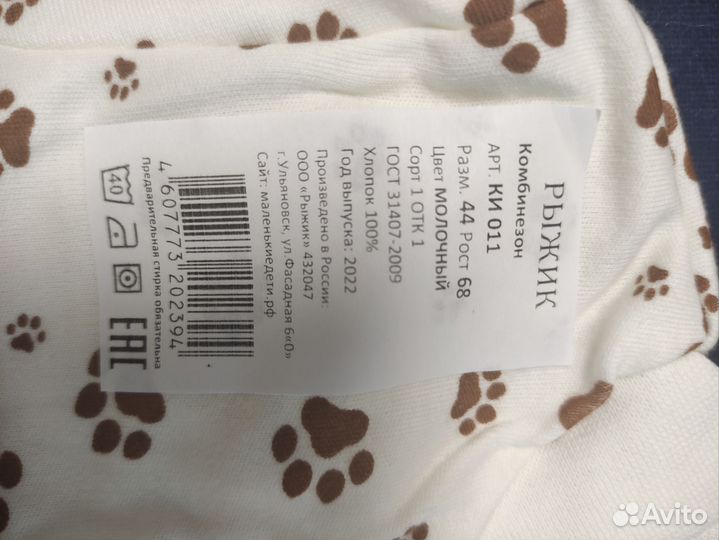 РЫЖИК
Комбинезон
АРТ. КИ 011
Разм. 44 Рост 68
Цвет МОЛОЧНЫЙ
Сорт 1 ОТК 1
ГОСТ 31407-2009
Хлопок 100%
Год выпуска: 2022
Произведено в России:
ООО «Рыжик» 432047
г.Ульяновск, ул.Фасадная 6«О»
Сайт: маленькиедети.рф
4 607773 202394
40
Предварительная стирка обязательна
EAC
Avito